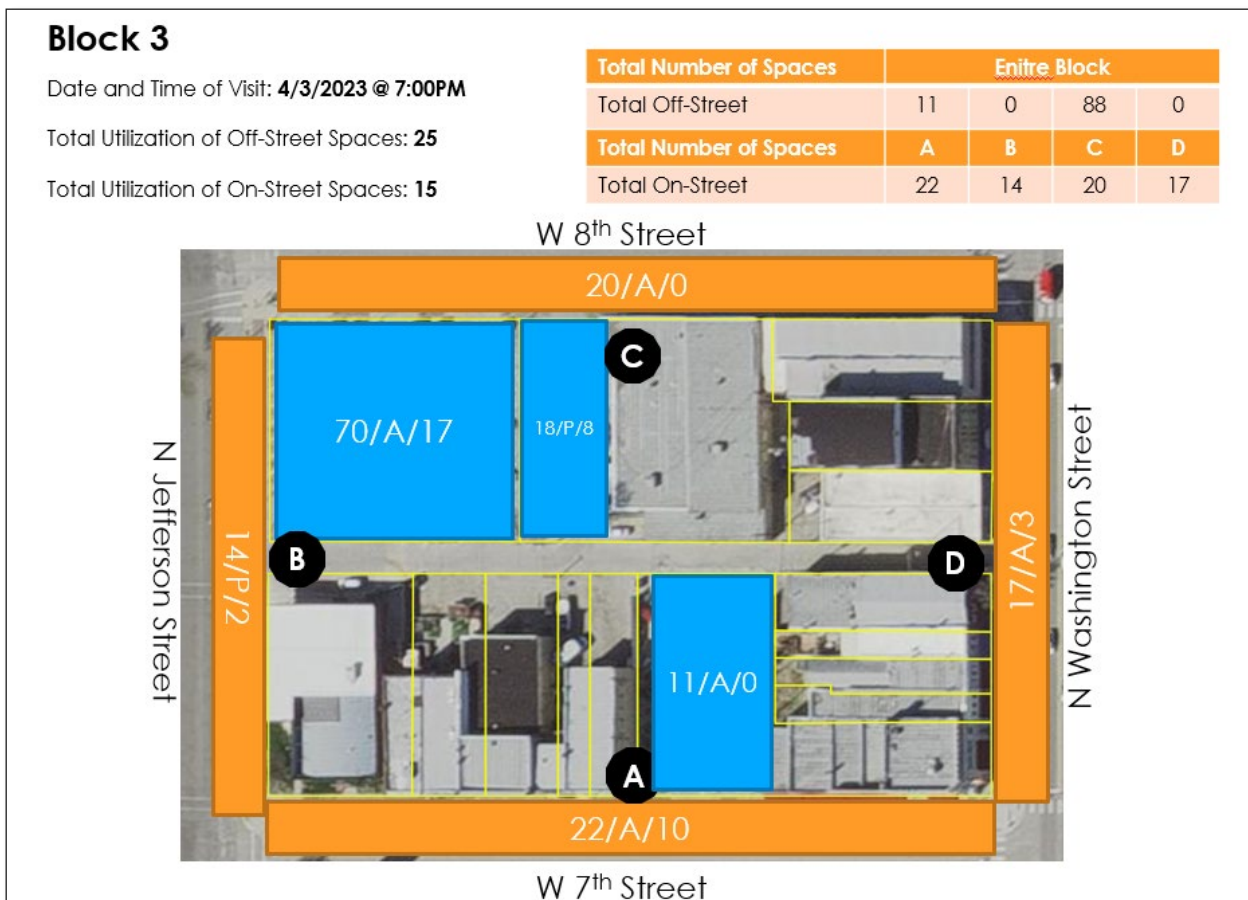 Block 3
Date and Time of Visit: 4/3/2023 @ 7:00PM
Total Utilization of Off-Street Spaces: 25
Total Utilization of On-Street Spaces: 15
Total Number of Spaces Enitre Block
Total Off-Street 11 0 88 0
Total Number of Spaces A B C D
Total On-Street 22 14 20 17
W 8th Street
20/A/0
C
70/A/17
18/P/8
N Jefferson Street
14/P/2
B
D
17/A/3
N Washington Street
11/A/0
A
22/A/10
W 7th Street